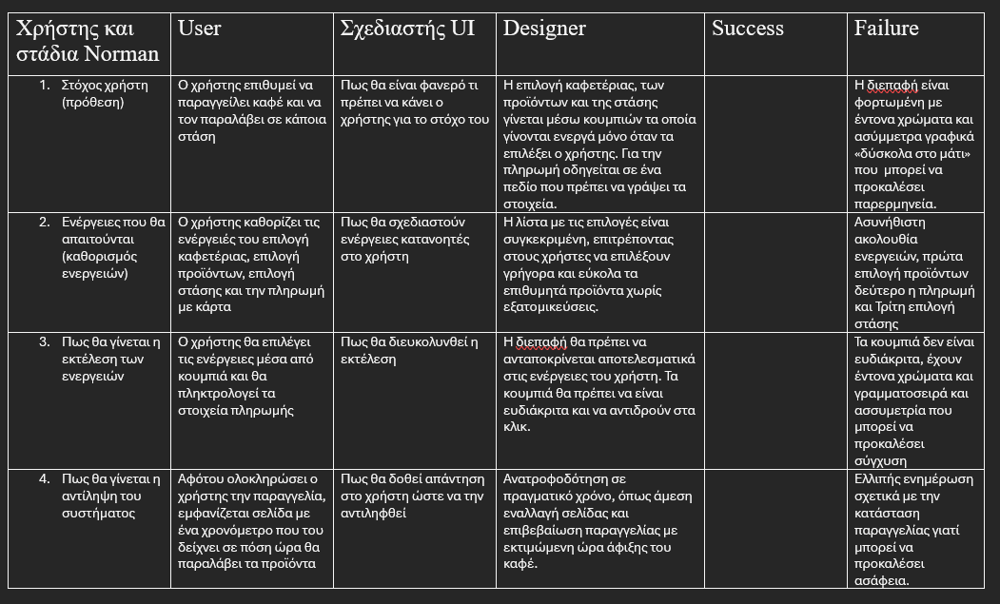 Χρήστης και
στάδια Norman
User
Σχεδιαστής UI
Designer
Success
Failure
1. Στόχος χρήστη
(πρόθεση)
Ο χρήστης επιθυμεί να
παραγγείλει καφέ και να
τον παραλάβει σε κάποια
στάση
Πως θα είναι φανερό τι
πρέπει να κάνει ο
χρήστης για το στόχο του
Η επιλογή καφετέριας, των
προϊόντων και της στάσης
γίνεται μέσω κουμπιών τα οποία
γίνονται ενεργά μόνο όταν τα
επιλέξει ο χρήστης. Για την
πληρωμή οδηγείται σε ένα
πεδίο που πρέπει να γράψει τα
στοιχεία.
Η διεπαφή είναι
φορτωμένη με
έντονα χρώματα και
ασύμμετρα γραφικά
«δύσκολα στο μάτι»
που  μπορεί να
προκαλέσει
παρερμηνεία.
2. Ενέργειες που θα
απαιτούνται
(καθορισμός
ενεργειών)
Ο χρήστης καθορίζει τις
ενέργειές του επιλογή
καφετέριας, επιλογή
προϊόντων, επιλογή
στάσης και την πληρωμή
με κάρτα
Πως θα σχεδιαστούν
ενέργειες κατανοητές
στο χρήστη
Η λίστα με τις επιλογές είναι
συγκεκριμένη, επιτρέποντας
στους χρήστες να επιλέξουν
γρήγορα και εύκολα τα
επιθυμητά προϊόντα χωρίς
εξατομικεύσεις.
Ασυνήθιστη
ακολουθία
ενεργειών, πρώτα
επιλογή προϊόντων
δεύτερο η πληρωμή
και Τρίτη επιλογή
στάσης
3. Πως θα γίνεται η
εκτέλεση των
ενεργειών
Ο χρήστης θα επιλέγει
τις ενέργειες μέσα από
κουμπιά και θα
πληκτρολογεί τα
στοιχεία πληρωμής
Πως θα διευκολυνθεί η
εκτέλεση
Η διεπαφή θα πρέπει να
ανταποκρίνεται αποτελεσματικά
στις ενέργειες του χρήστη. Τα
κουμπιά θα πρέπει να είναι
ευδιάκριτα και να αντιδρούν στα
κλικ.
Τα κουμπιά δεν είναι
ευδιάκριτα, έχουν
έντονα χρώματα και
γραμματοσειρά και
ασσυμετρία που
μπορεί να
προκαλέσει
σύγχυση
4. Πως θα γίνεται η
αντίληψη του
συστήματος
Αφότου ολοκληρώσει ο
χρήστης την παραγγελία,
εμφανίζεται σελίδα με
ένα χρονόμετρο που του
δείχνει σε πόση ώρα θα
παραλάβει τα προϊόντα
Πως θα δοθεί απάντηση
στο χρήστη ώστε να την
αντιληφθεί
Ανατροφοδότηση σε
πραγματικό χρόνο, όπως άμεση
εναλλαγή σελίδας και
επιβεβαίωση παραγγελίας με
εκτιμώμενη ώρα άφιξης του
καφέ.
Ελλιπής ενημέρωση
σχετικά με την
κατάσταση
παραγγελίας γιατί
μπορεί να
προκαλέσει
ασάφεια.